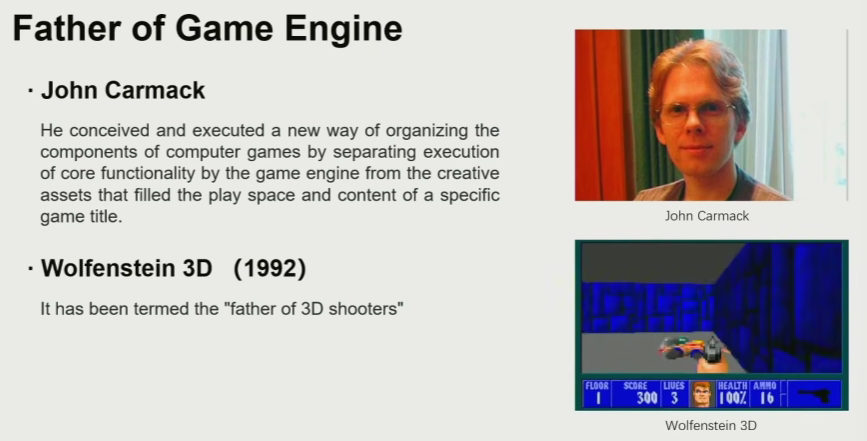 Father of Game Engine
· John Carmack
He conceived and executed a new way of organizing the
components of computer games by separating execution
of core functionality by the game engine from the creative
assets that filled the play space and content of a specific
game title.
John Carmack
· Wolfenstein 3D (1992)
It has been termed the "father of 3D shooters"
FLOOR SCORE LIVES HEALTH AMMO
1 300 3 100% 16
Wolfenstein 3D